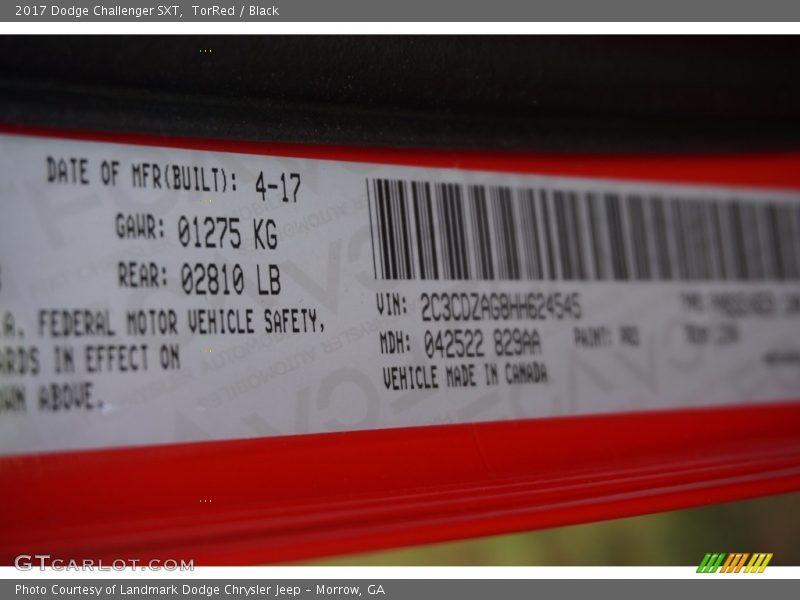 2017 Dodge Challenger SXT, TorRed / Black
DATE OF MFR(BUILT): 4-17
GAWR: 01275 KG
REAR: 02810 LB
.A. FEDERAL MOTOR VEHICLE SAFETY,
ARDS IN EFFECT ON
WN ABOVE.
VIN: 2C3CDZAG8HH624545
MDH: 042522 829AA PAINT: PR3
VEHICLE MADE IN CANADA
GTCARLOT.COM
Photo Courtesy of Landmark Dodge Chrysler Jeep – Morrow, GA